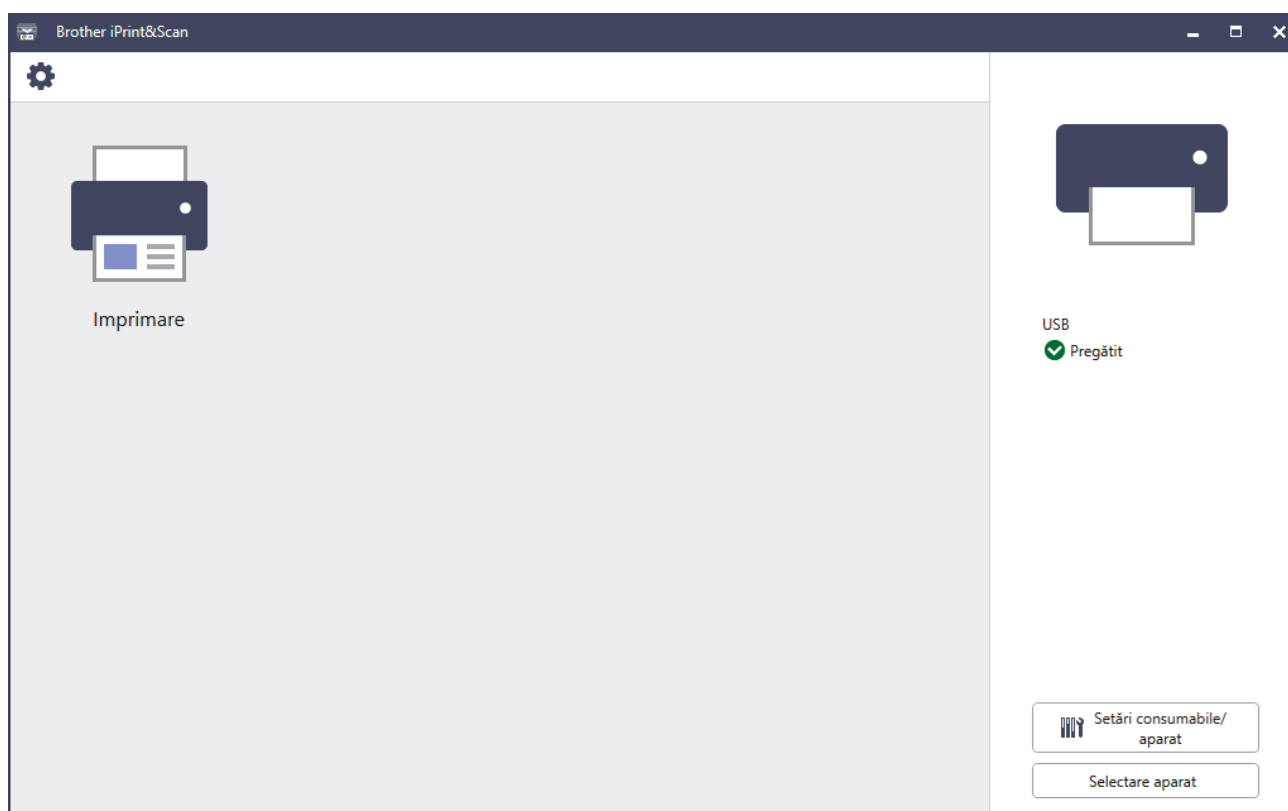 Brother iPrint&Scan
Imprimare
USB
Pregătit
Setări consumabile/
aparat
Selectare aparat